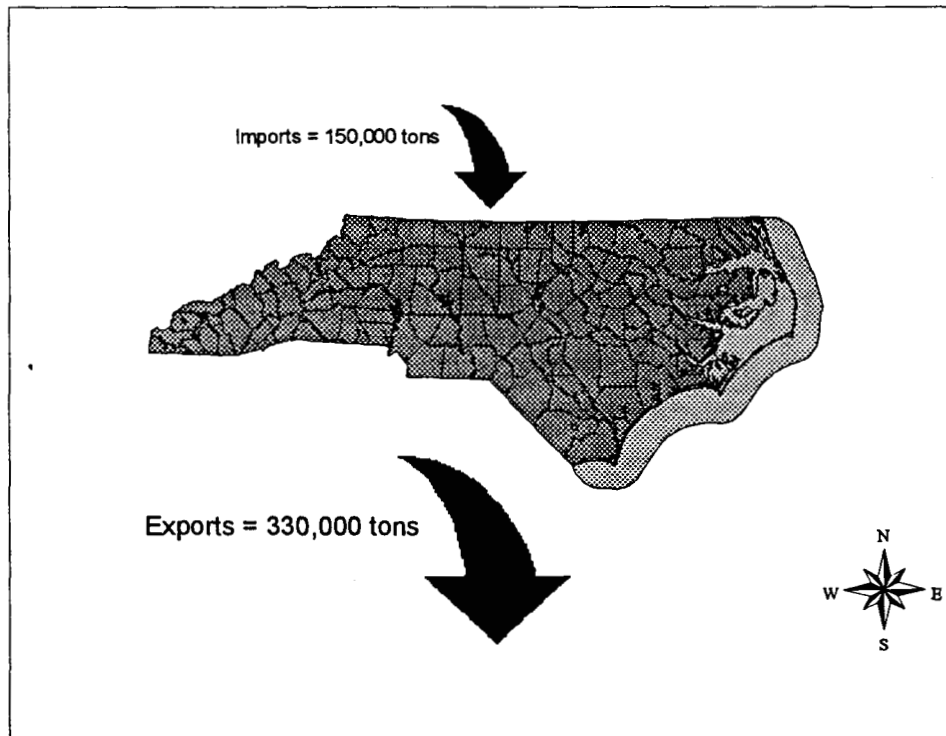 Imports = 150,000 tons
Exports = 330,000 tons
N
W E
S